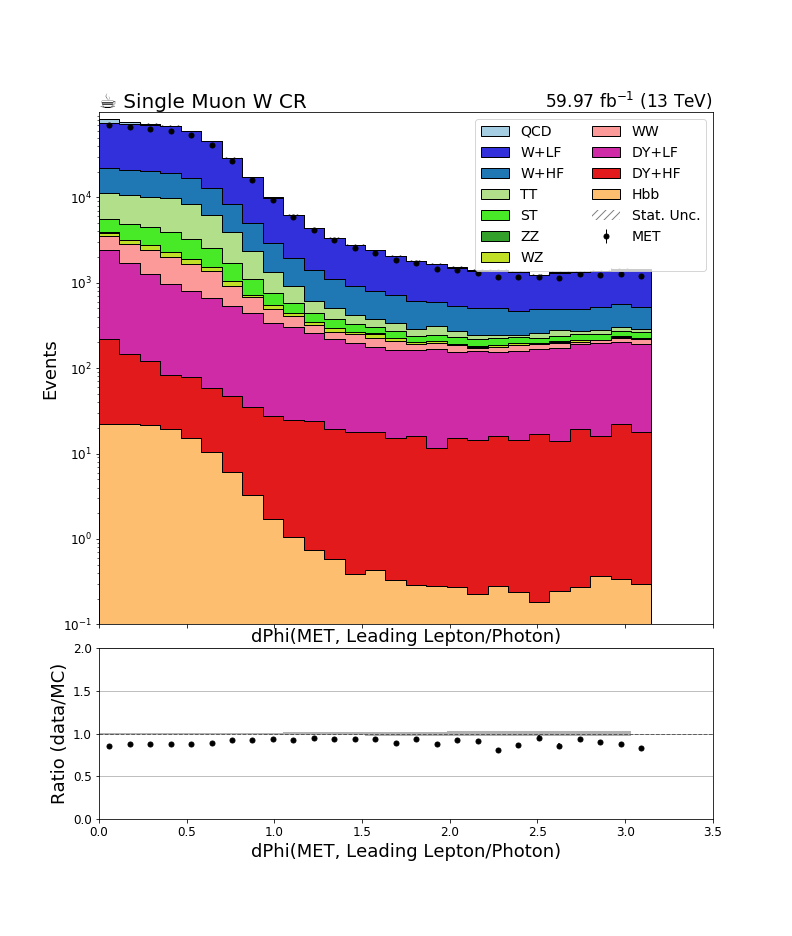 ☕ Single Muon W CR 59.97 fb⁻¹ (13 TeV)
QCD WW
W+LF DY+LF
W+HF DY+HF
TT Hbb
ST Stat. Unc.
ZZ MET
WZ
Events
10⁴
10³
10²
10¹
10⁰
10⁻¹
dPhi(MET, Leading Lepton/Photon)
Ratio (data/MC)
2.0
1.5
1.0
0.5
0.0
0.0 0.5 1.0 1.5 2.0 2.5 3.0 3.5
dPhi(MET, Leading Lepton/Photon)